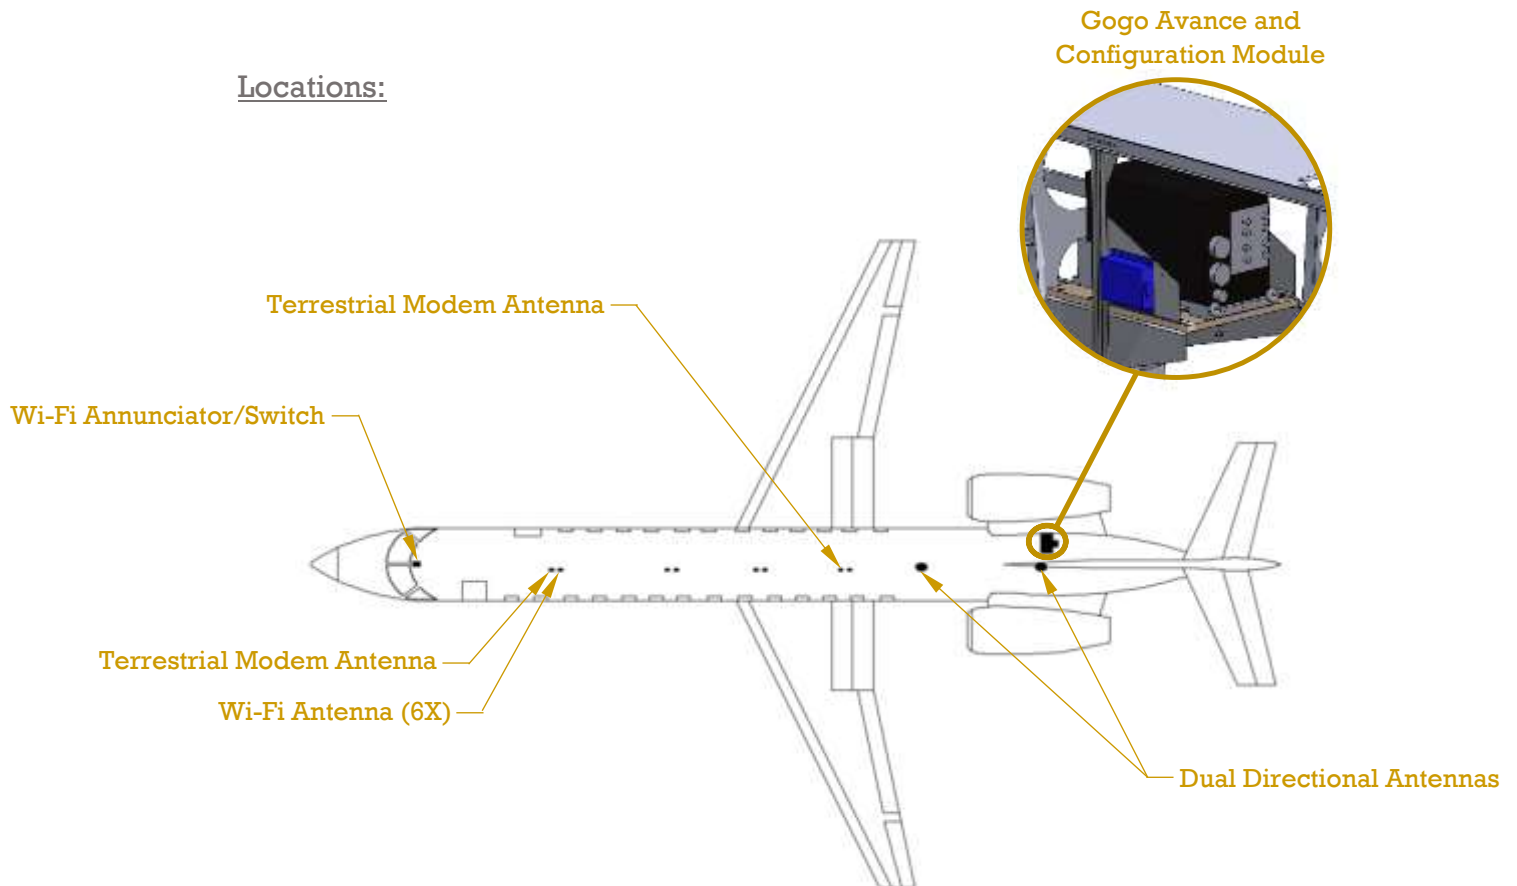 Gogo Avance and
Configuration Module
Locations:
Terrestrial Modem Antenna
Wi-Fi Annunciator/Switch
Terrestrial Modem Antenna
Wi-Fi Antenna (6X)
Dual Directional Antennas